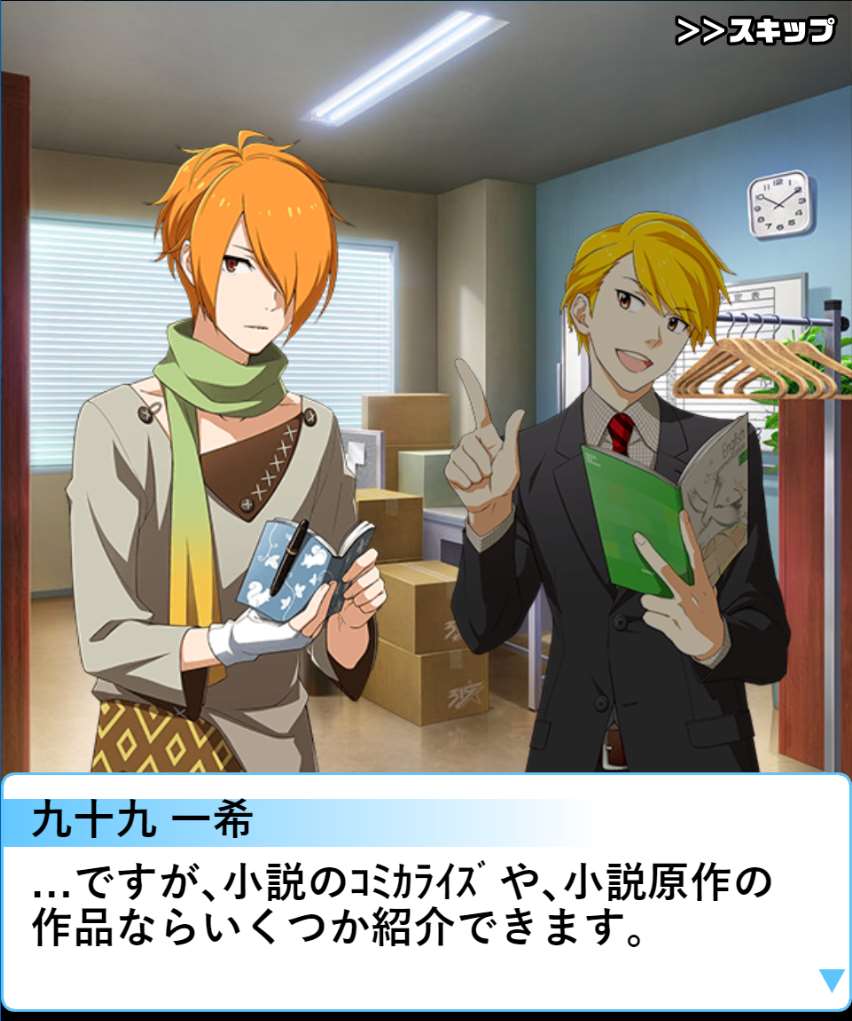 >>スキップ
English
九十九 一希
…ですが、小説のｺﾐｶﾗｲｽﾞや、小説原作の
作品ならいくつか紹介できます。